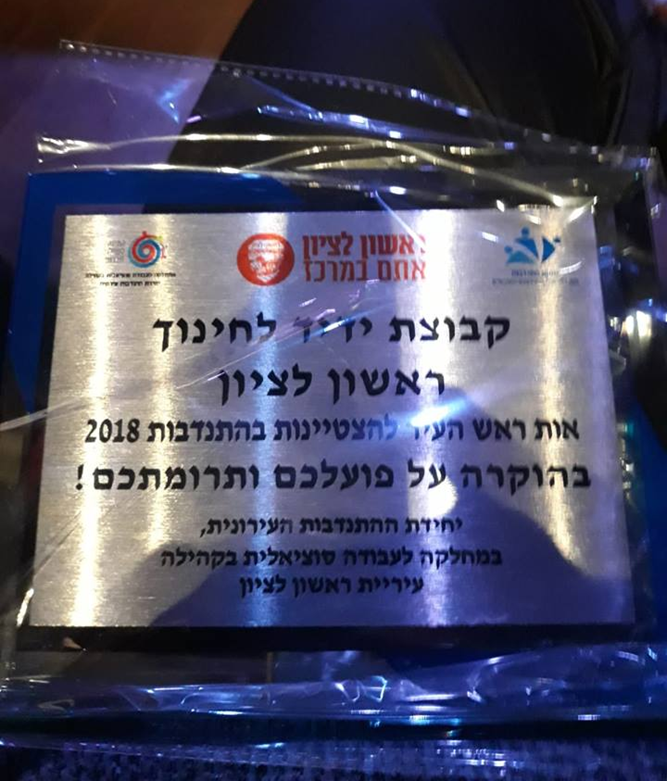 ראשון לציון
אתם במרכז
קבוצת ידיד לחינוך
ראשון לציון
אות ראש העיר להצטיינות בהתנדבות 2018
בהוקרה על פועלכם ותרומתכם!
יחידת ההתנדבות העירונית,
במחלקה לעבודה סוציאלית בקהילה
עיריית ראשון לציון